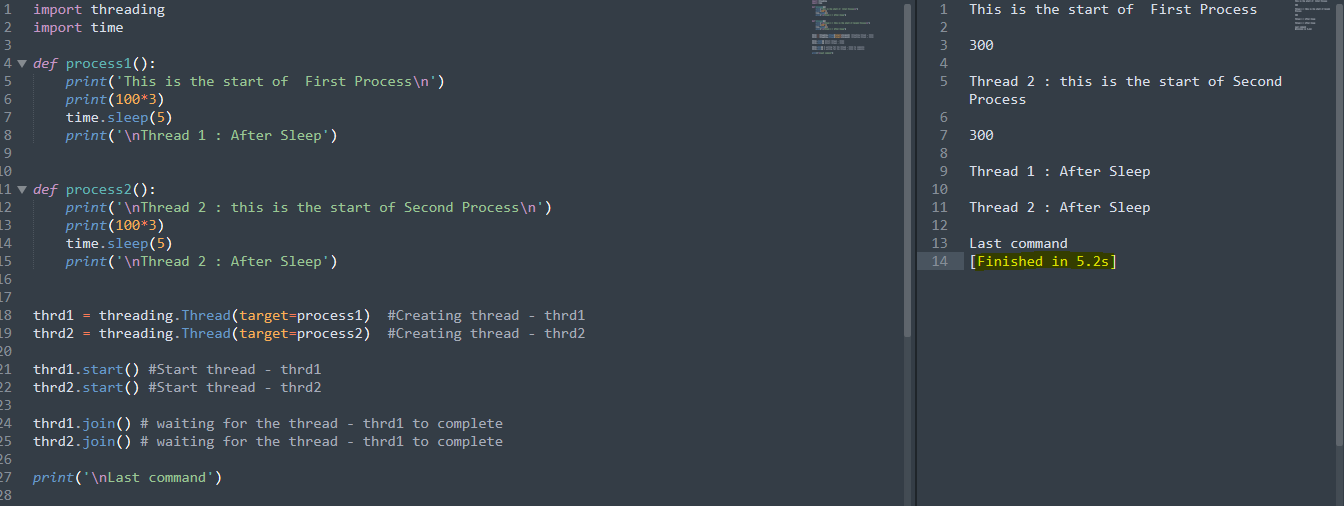 1 import threading
2 import time
3
4 def process1():
5     print('This is the start of  First Process\n')
6     print(100*3)
7     time.sleep(5)
8     print('\nThread 1 : After Sleep')
9
10
11 def process2():
12     print('\nThread 2 : this is the start of Second Process\n')
13     print(100*3)
14     time.sleep(5)
15     print('\nThread 2 : After Sleep')
16
17
18 thrd1 = threading.Thread(target=process1)  #Creating thread - thrd1
19 thrd2 = threading.Thread(target=process2)  #Creating thread - thrd2
20
21 thrd1.start() #Start thread - thrd1
22 thrd2.start() #Start thread - thrd2
23
24 thrd1.join() # waiting for the thread - thrd1 to complete
25 thrd2.join() # waiting for the thread - thrd1 to complete
26
27 print('\nLast command')
28
1 This is the start of  First Process
2
3 300
4
5 Thread 2 : this is the start of Second
Process
6
7 300
8
9 Thread 1 : After Sleep
10
11 Thread 2 : After Sleep
12
13 Last command
14 [Finished in 5.2s]